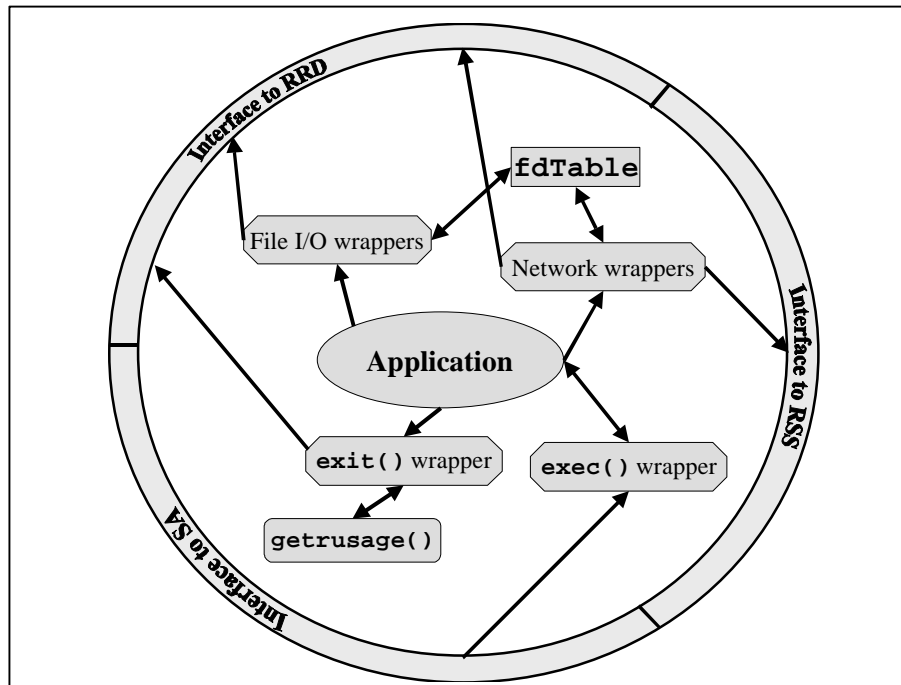 Interface to RRD
fdTable
File I/O wrappers
Network wrappers
Interface to RSS
Application
exit() wrapper
exec() wrapper
getrusage()
Interface to SA